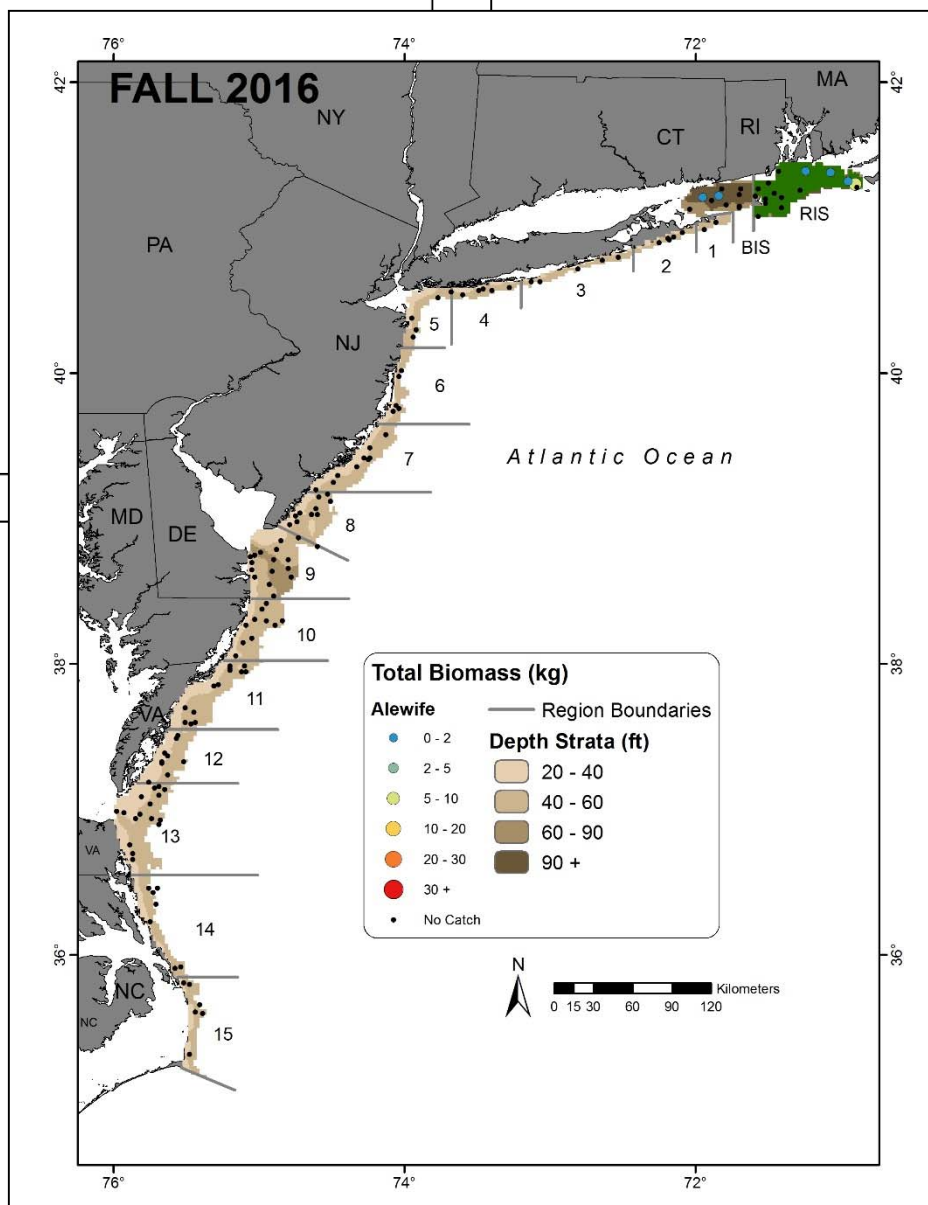 76°
74°
72°
FALL 2016
42°
42°
MA
NY
CT
RI
RIS
PA
BIS
1
2
3
4
5
NJ
40°
40°
6
Atlantic Ocean
7
MD
DE
8
9
10
38°
38°
11
VA
12
13
VA
14
36°
36°
NC
NC
15
Total Biomass (kg)
Alewife
0 - 2
2 - 5
5 - 10
10 - 20
20 - 30
30 +
No Catch
Region Boundaries
Depth Strata (ft)
20 - 40
40 - 60
60 - 90
90 +
N
Kilometers
0 15 30 60 90 120
76°
74°
72°